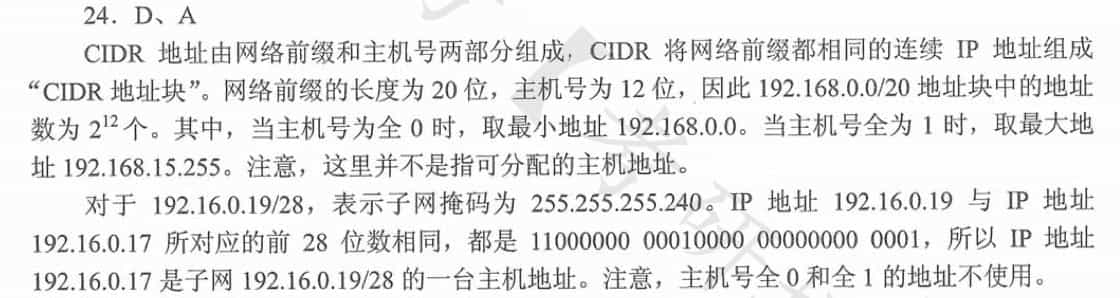 24．D、A
CIDR 地址由网络前缀和主机号两部分组成，CIDR 将网络前缀都相同的连续 IP 地址组成
“CIDR 地址块”。网络前缀的长度为 20 位，主机号为 12 位，因此 192.168.0.0/20 地址块中的地址
数为 2¹² 个。其中，当主机号为全 0 时，取最小地址 192.168.0.0。当主机号全为 1 时，取最大地
址 192.168.15.255。注意，这里并不是指可分配的主机地址。
对于 192.16.0.19/28，表示子网掩码为 255.255.255.240。IP 地址 192.16.0.19 与 IP 地址
192.16.0.17 所对应的前 28 位数相同，都是 11000000 00010000 00000000 0001，所以 IP 地址
192.16.0.17 是子网 192.16.0.19/28 的一台主机地址。注意，主机号全 0 和全 1 的地址不使用。